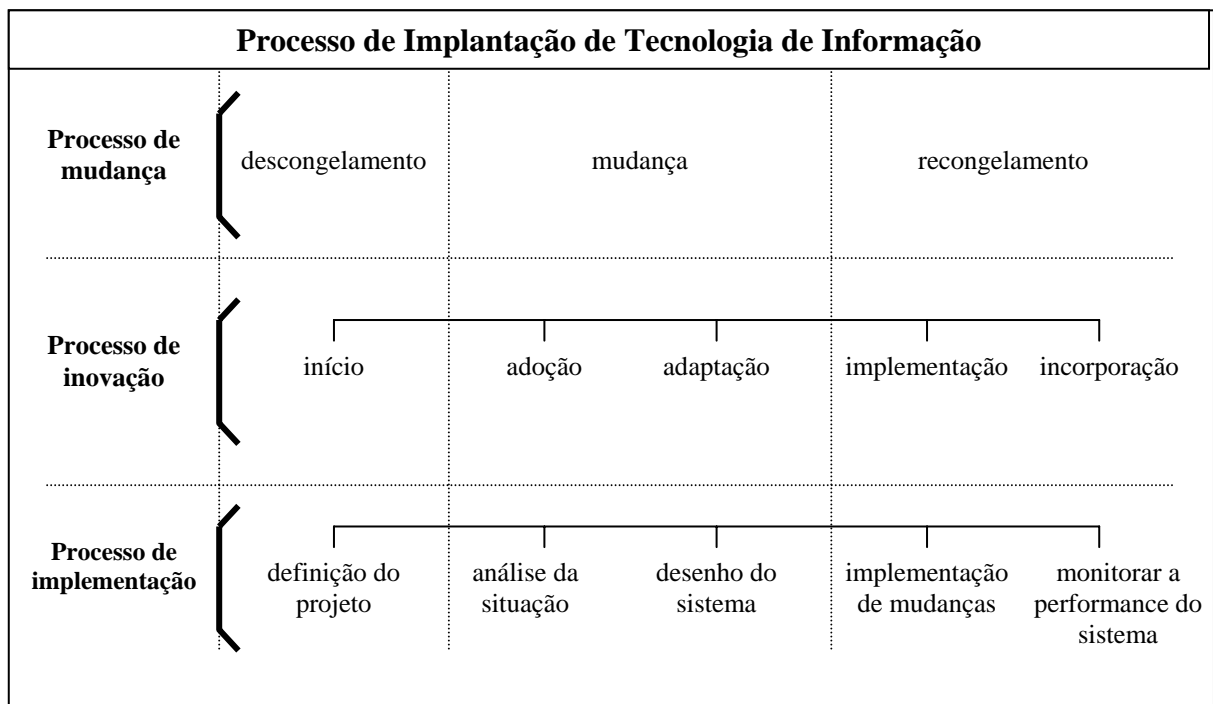 Processo de Implantação de Tecnologia de Informação
Processo de
mudança
descongelamento
mudança
recongelamento
Processo de
inovação
início
adoção
adaptação
implementação
incorporação
Processo de
implementação
definição do
projeto
análise da
situação
desenho do
sistema
implementação
de mudanças
monitorar a
performance do
sistema